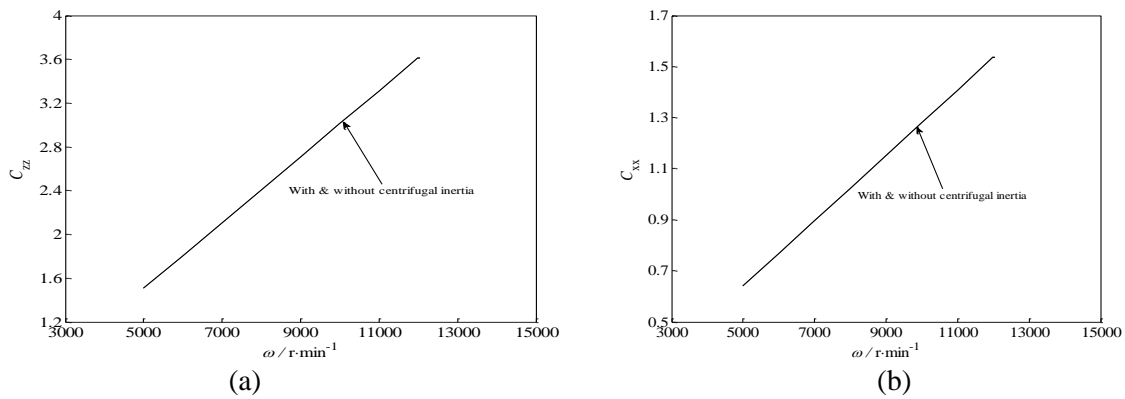 4
3.6
3.2
2.8
2.4
2
1.6
1.2
C_zz
With & without centrifugal inertia
3000 5000 7000 9000 11000 13000 15000
ω / r·min⁻¹
(a)
1.7
1.5
1.3
1.1
0.9
0.7
0.5
C_xx
With & without centrifugal inertia
3000 5000 7000 9000 11000 13000 15000
ω / r·min⁻¹
(b)